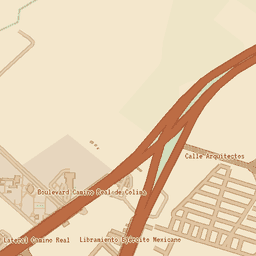 Calle Arquitectos
Boulevard Camino Real de Colima
Lateral Camino Real
Libramiento Ejército Mexicano